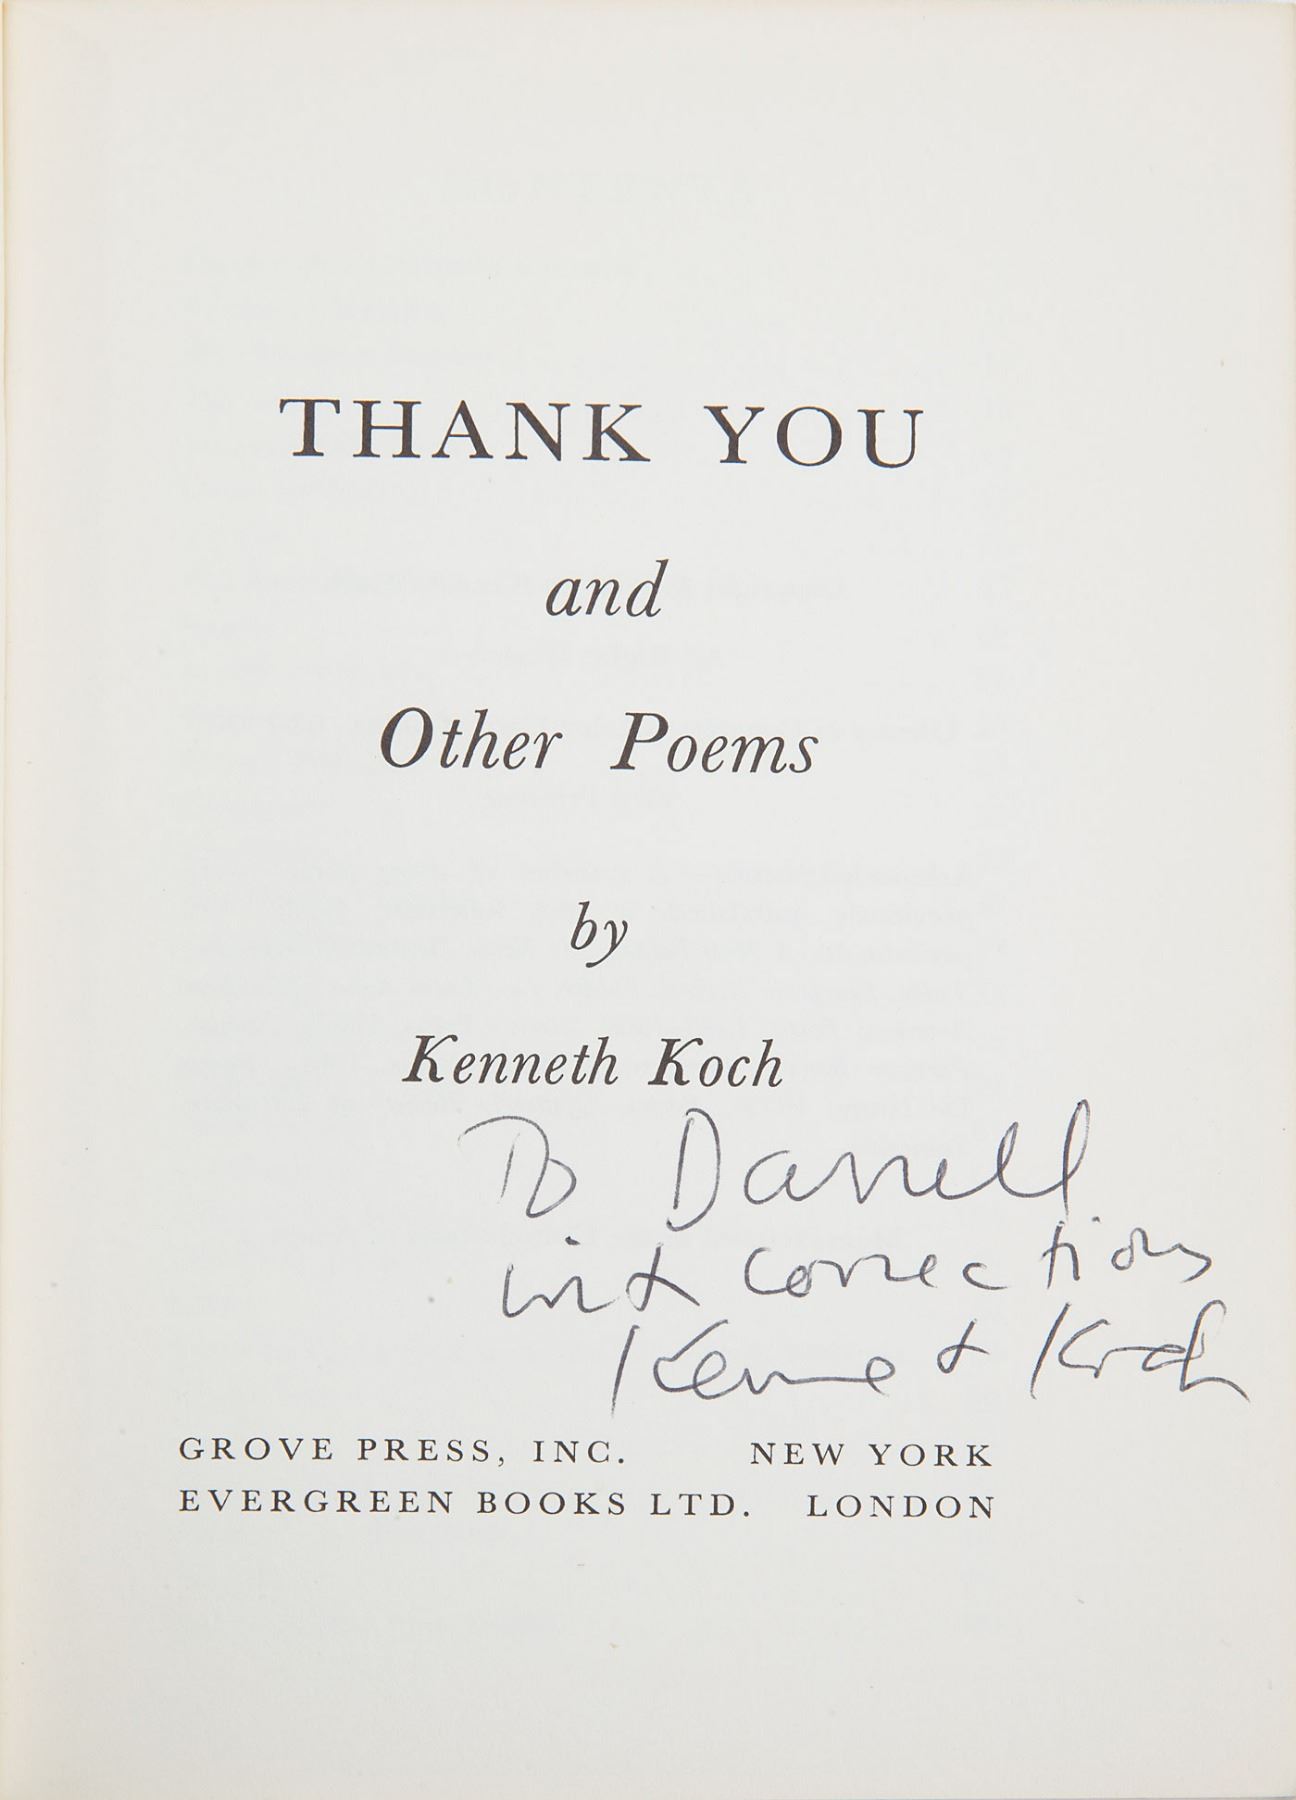 THANK YOU
and
Other Poems
by
Kenneth Koch
To Darrell
with corrections
Kenneth Koch
GROVE PRESS, INC. NEW YORK
EVERGREEN BOOKS LTD. LONDON